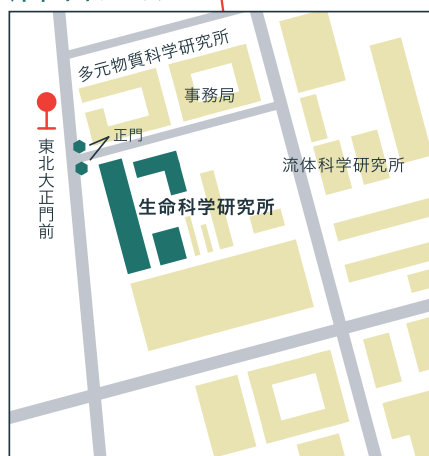 多元物質科学研究所
事務局
正門
東北大正門前
流体科学研究所
生命科学研究所